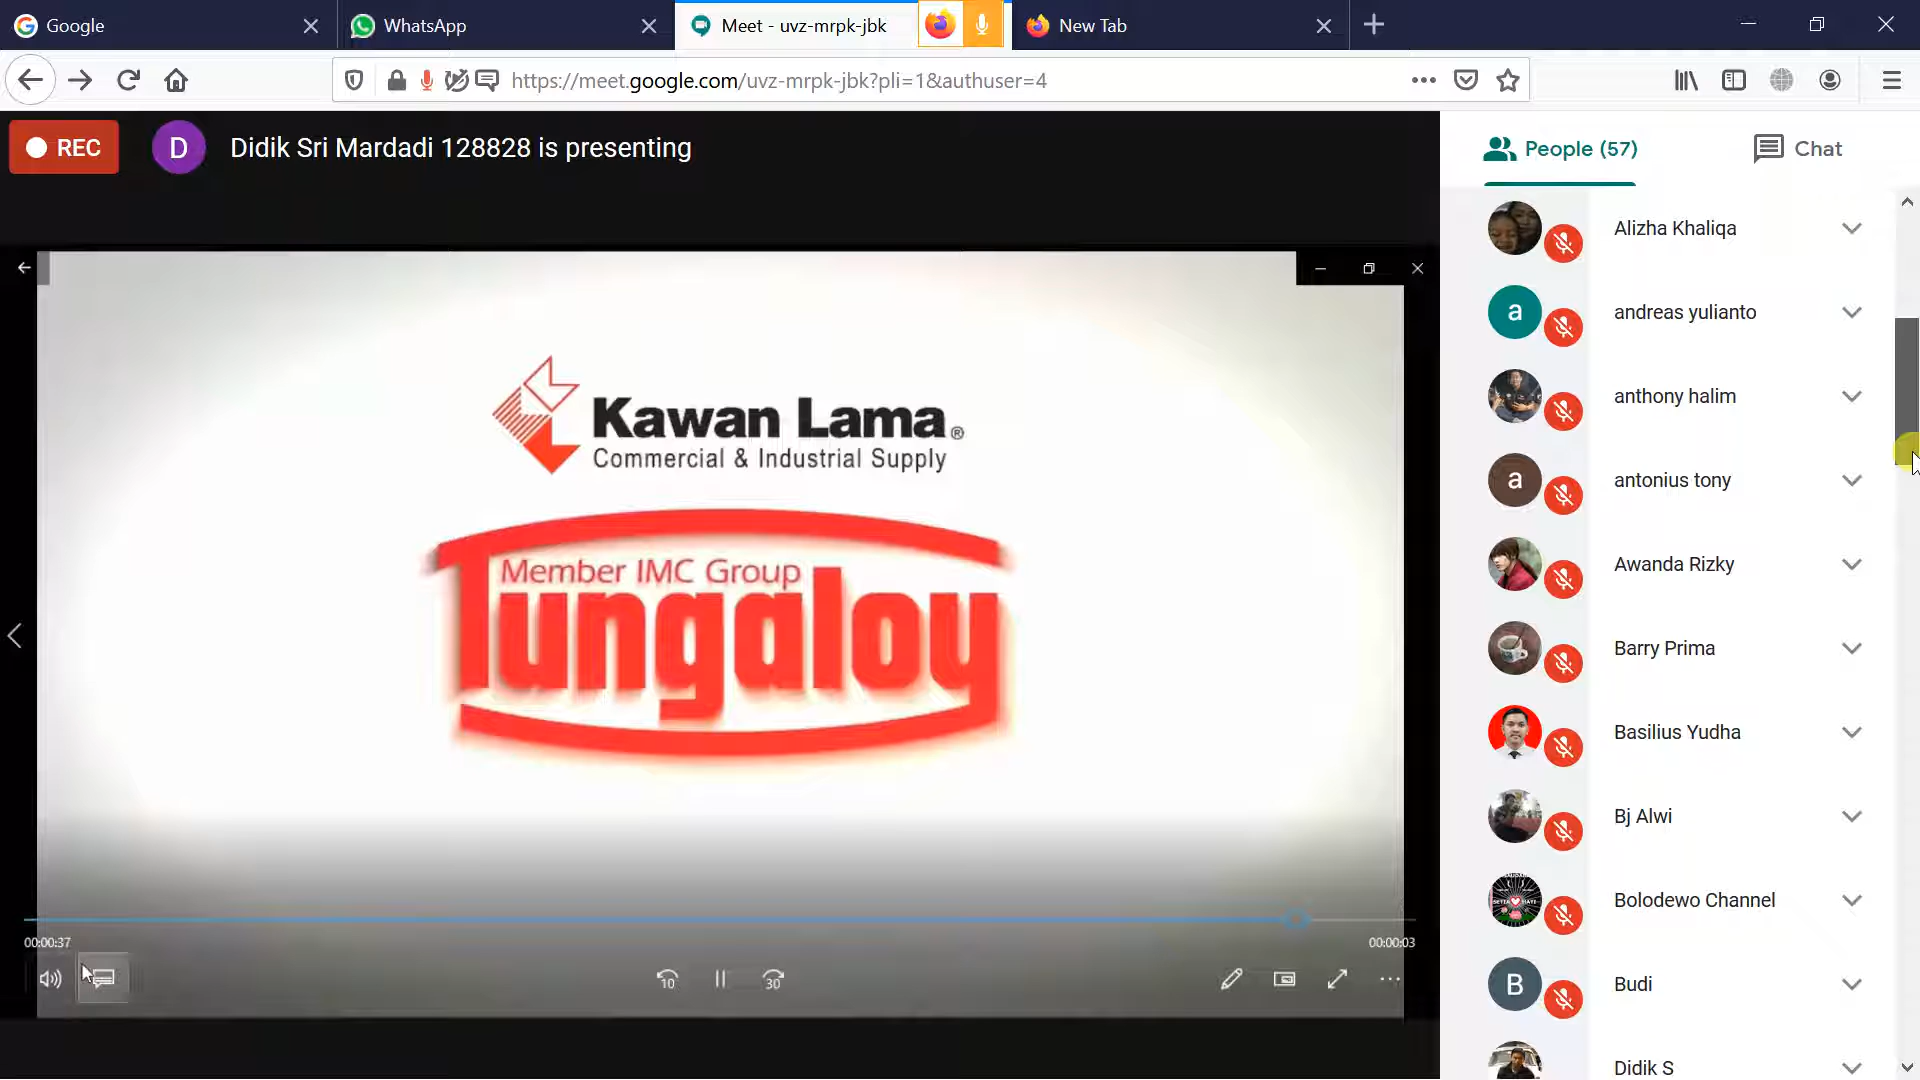 Google
WhatsApp
Meet - uvz-mrpk-jbk
New Tab
https://meet.google.com/uvz-mrpk-jbk?pli=1&authuser=4
REC
D
Didik Sri Mardadi 128828 is presenting
People (57)
Chat
Kawan Lama®
Commercial & Industrial Supply
Member IMC Group
Tungaloy
00:00:37
00:00:03
10
30
Alizha Khaliqa
a
andreas yulianto
anthony halim
a
antonius tony
Awanda Rizky
Barry Prima
Basilius Yudha
Bj Alwi
Bolodewo Channel
B
Budi
Didik S